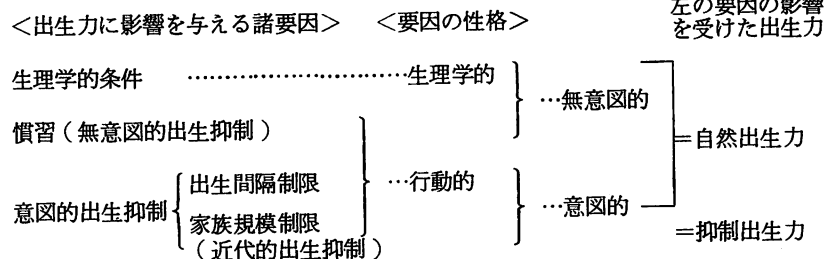 左の要因の影響
<出生力に影響を与える諸要因> <要因の性格> を受けた出生力
生理学的条件 …………………………生理学的
…無意図的
慣習(無意図的出生抑制)
=自然出生力
出生間隔制限 …行動的
意図的出生抑制 …意図的
家族規模制限
=抑制出生力
(近代的出生抑制)